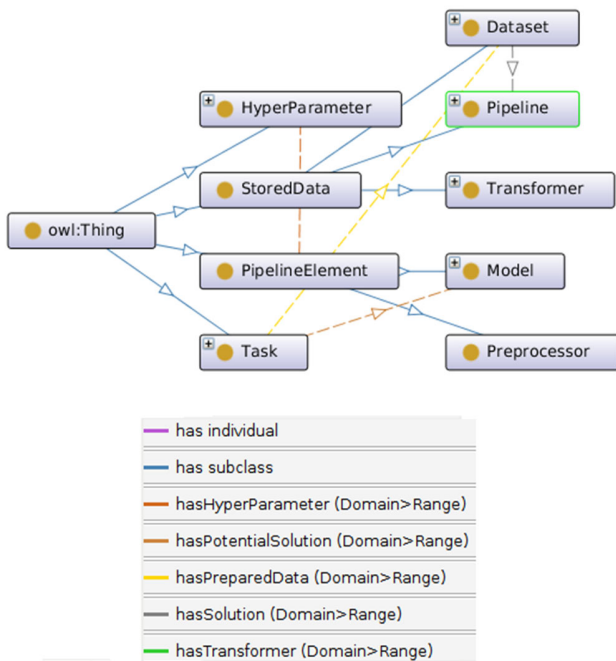 Dataset
HyperParameter
Pipeline
StoredData
Transformer
owl:Thing
PipelineElement
Model
Task
Preprocessor
has individual
has subclass
hasHyperParameter (Domain>Range)
hasPotentialSolution (Domain>Range)
hasPreparedData (Domain>Range)
hasSolution (Domain>Range)
hasTransformer (Domain>Range)